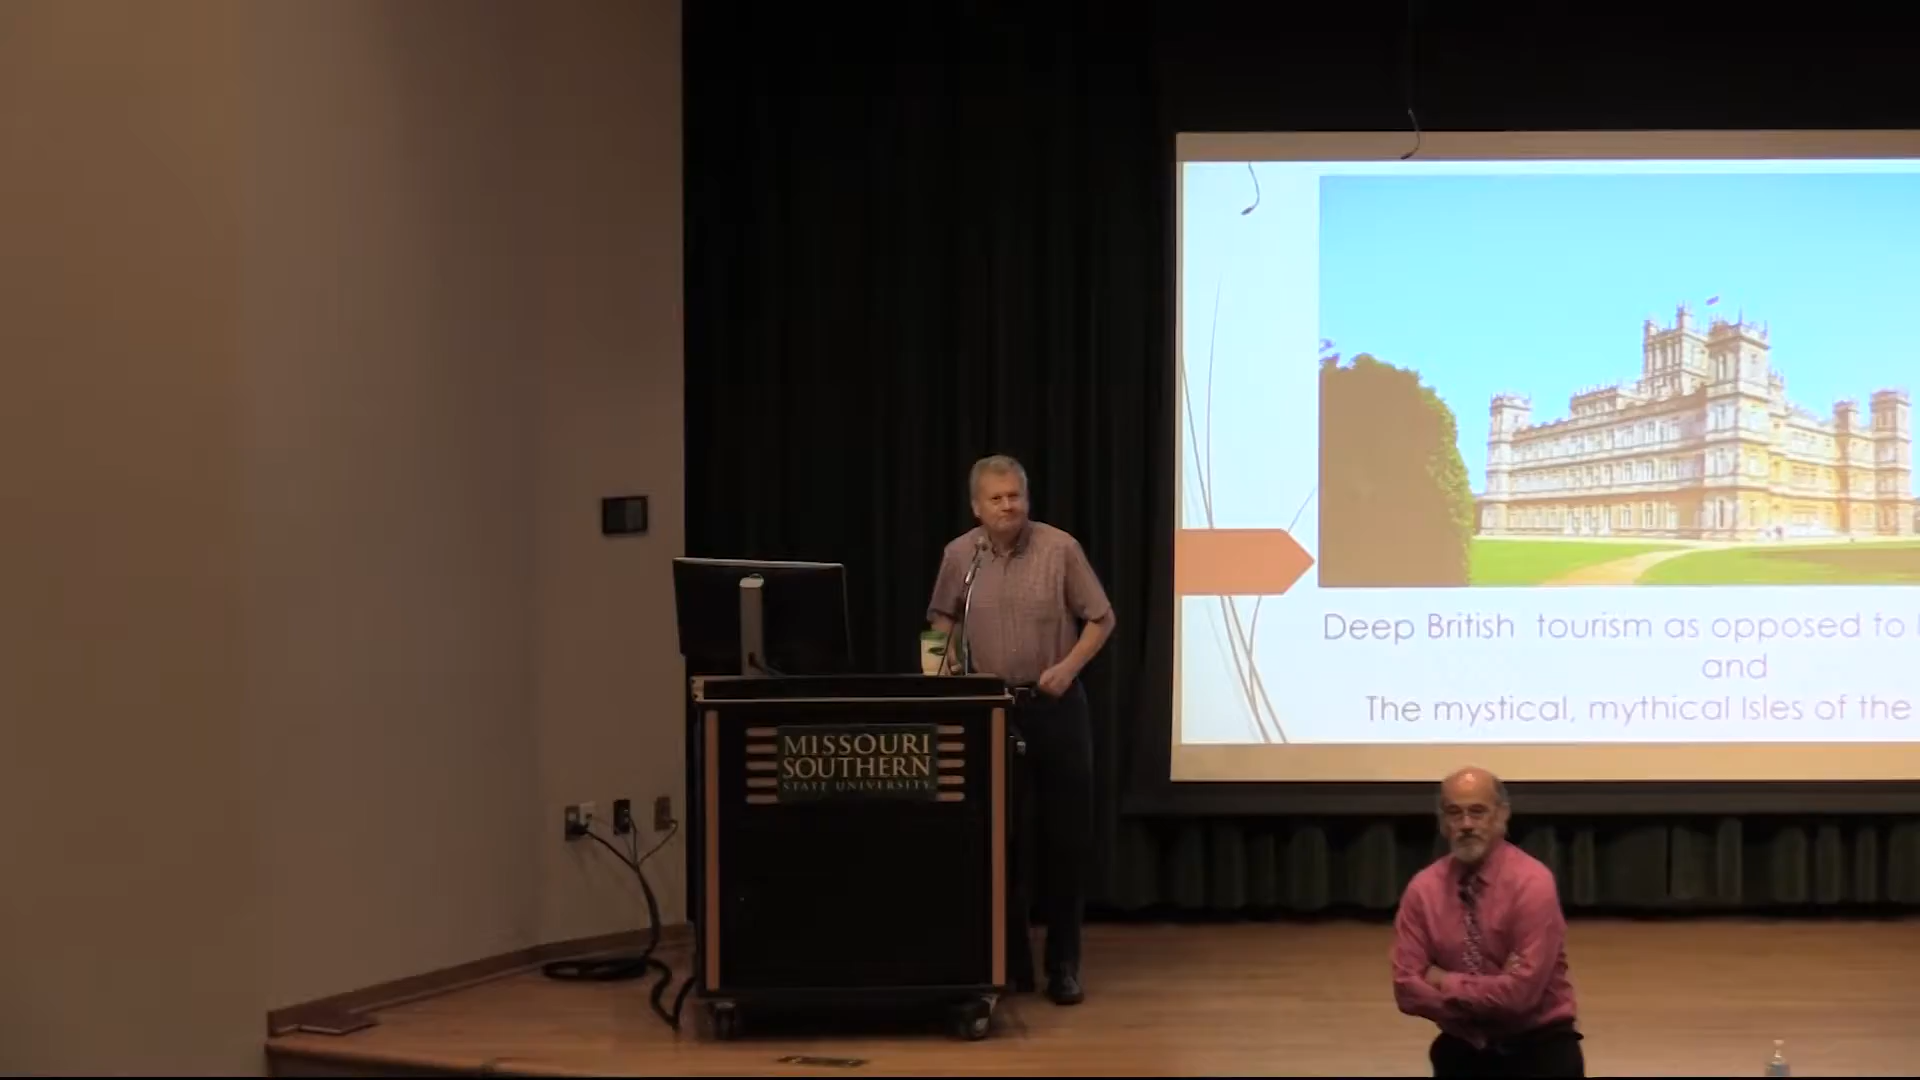 MISSOURI
SOUTHERN
STATE UNIVERSITY
Deep British tourism as opposed to
and
The mystical, mythical Isles of the